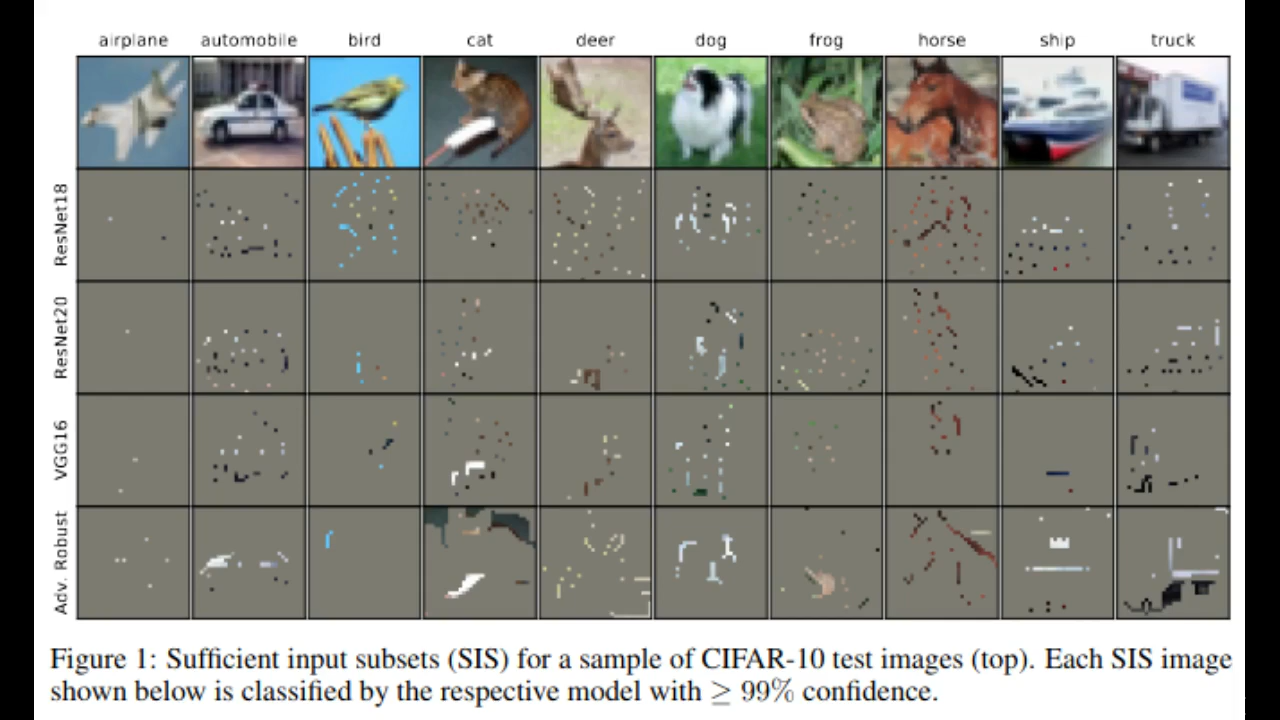 airplane automobile bird cat deer dog frog horse ship truck
ResNet18
ResNet20
VGG16
Adv. Robust
Figure 1: Sufficient input subsets (SIS) for a sample of CIFAR-10 test images (top). Each SIS image
shown below is classified by the respective model with ≥ 99% confidence.